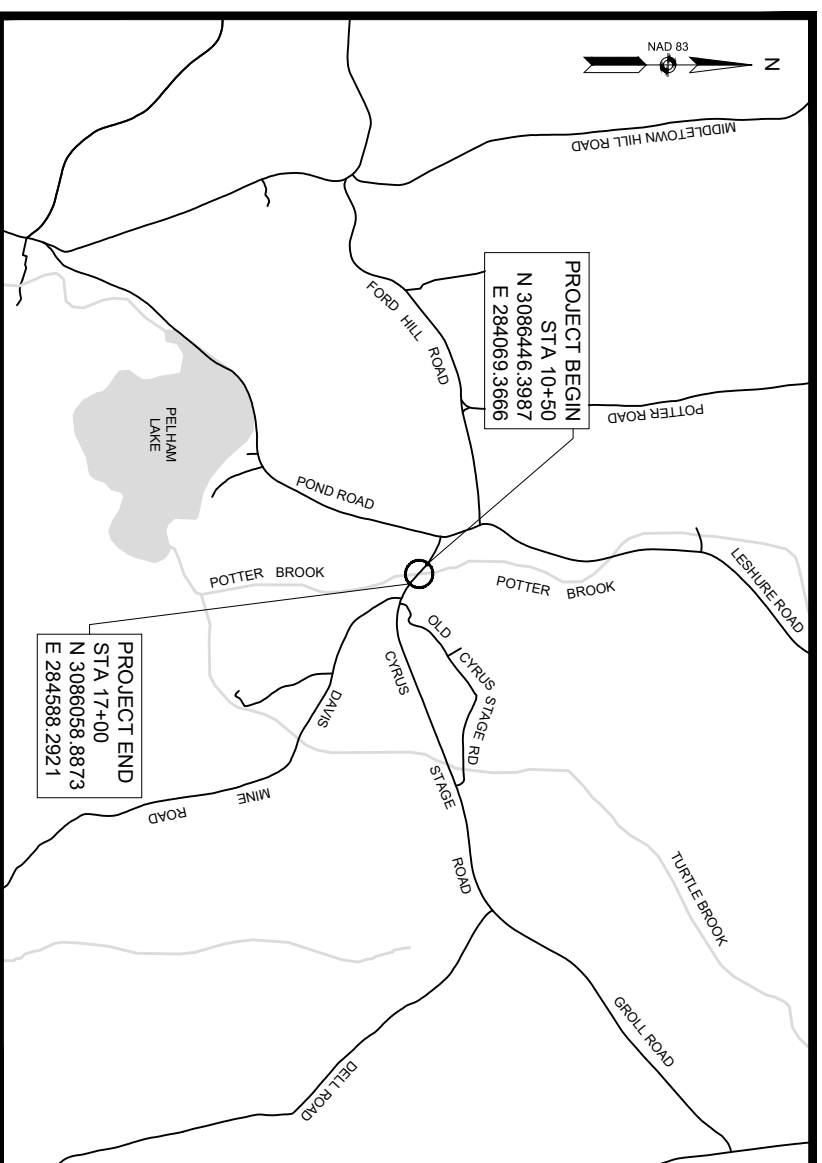 NAD 83
N
MIDDLETOWN HILL ROAD
PROJECT BEGIN
STA 10+50
N 3086446.3987
E 284069.3666
FORD HILL ROAD
POTTER ROAD
PELHAM
LAKE
POND ROAD
POTTER BROOK
POTTER BROOK
LESHURE ROAD
OLD CYRUS STAGE RD
CYRUS STAGE ROAD
PROJECT END
STA 17+00
N 3086058.8873
E 284588.2921
DAVIS MINE ROAD
TURTLE BROOK
GROLL ROAD
DELL ROAD